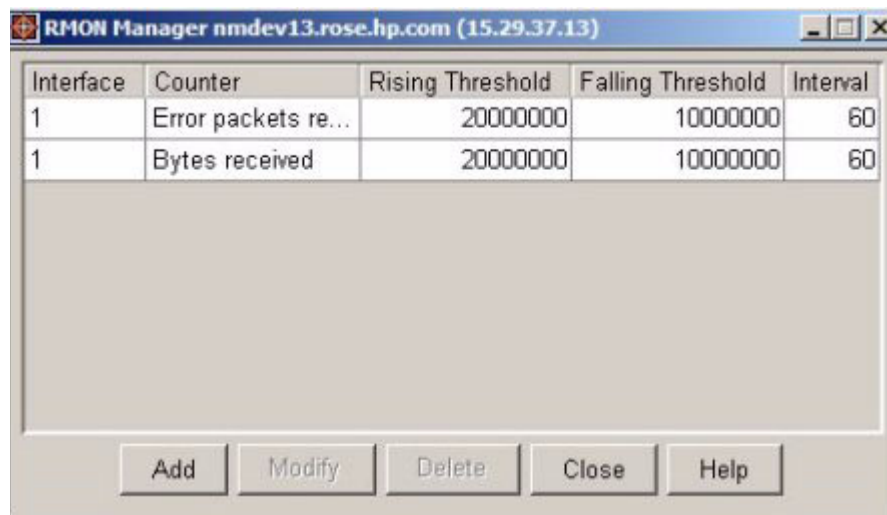 RMON Manager nmdev13.rose.hp.com (15.29.37.13)
Interface Counter Rising Threshold Falling Threshold Interval
1 Error packets re... 20000000 10000000 60
1 Bytes received 20000000 10000000 60
Add Modify Delete Close Help